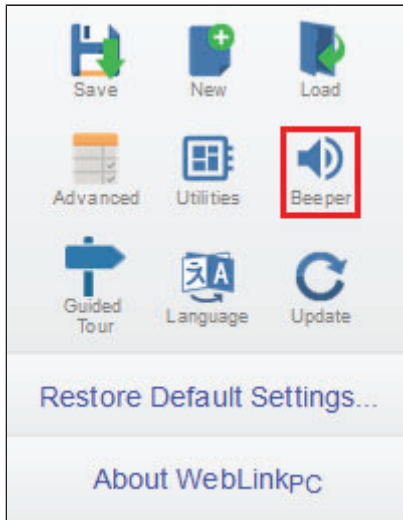 Save New Load
Advanced Utilities Beeper
Guided
Tour Language Update
Restore Default Settings...
About WebLinkPC